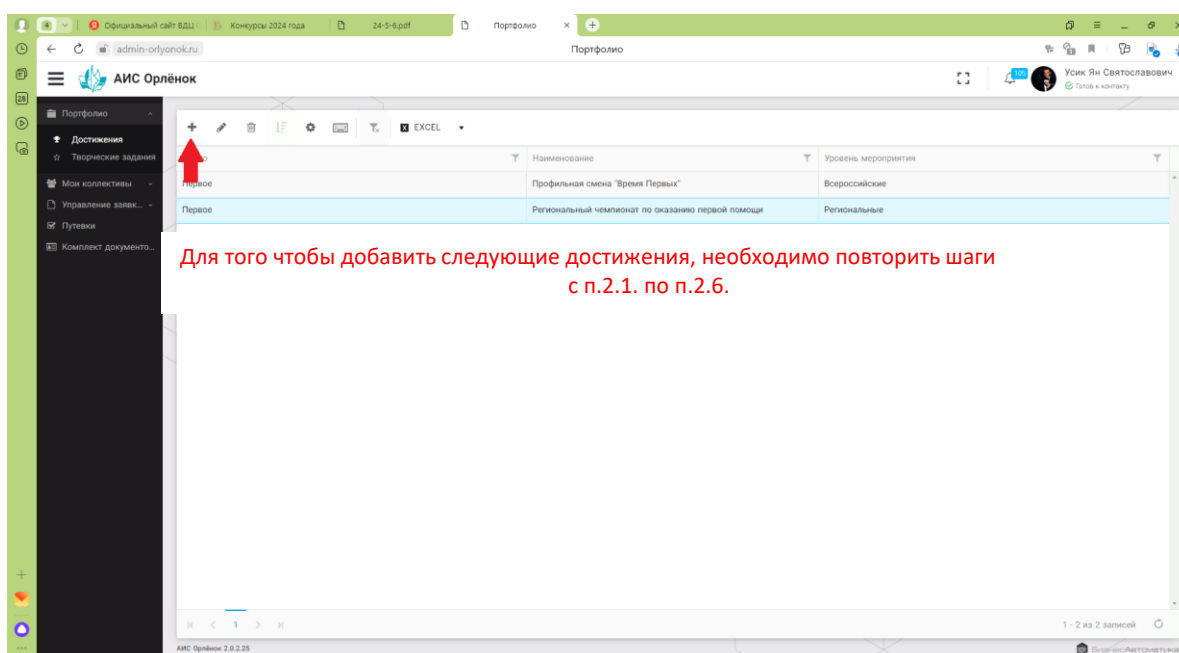 4
Официальный сайт ВДЦ
Конкурсы 2024 года
24-5-6.pdf
Портфолио
admin-orlyonok.ru
Портфолио
28
АИС Орлёнок
105
Усик Ян Святославович
Готов к контакту
Портфолио
Достижения
Творческие задания
Мои коллективы
Управление заявк...
Путевки
Комплект документо...
EXCEL
Наименование
Уровень мероприятия
Первое
Профильная смена "Время Первых"
Всероссийские
Первое
Региональный чемпионат по оказанию первой помощи
Региональные
Для того чтобы добавить следующие достижения, необходимо повторить шаги
с п.2.1. по п.2.6.
1
1 - 2 из 2 записей
АИС Орлёнок 2.0.2.25
БизнесАвтоматика